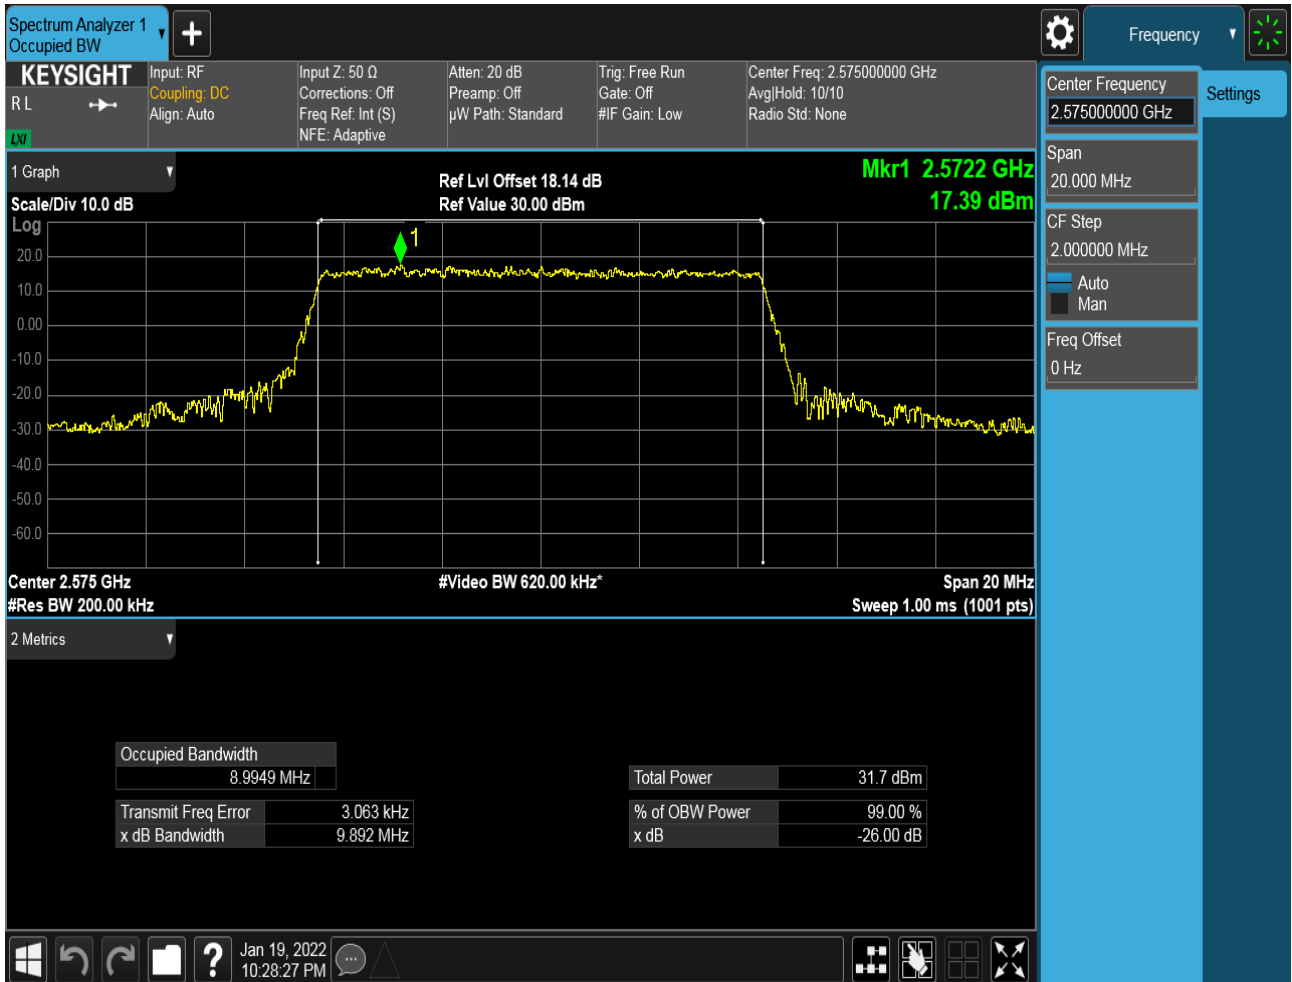 Spectrum Analyzer 1
Occupied BW
Frequency
KEYSIGHT
R L
LXI
Input: RF
Coupling: DC
Align: Auto
Input Z: 50 Ω
Corrections: Off
Freq Ref: Int (S)
NFE: Adaptive
Atten: 20 dB
Preamp: Off
µW Path: Standard
Trig: Free Run
Gate: Off
#IF Gain: Low
Center Freq: 2.575000000 GHz
Avg|Hold: 10/10
Radio Std: None
Center Frequency
2.575000000 GHz
Settings
Span
20.000 MHz
CF Step
2.000000 MHz
Auto
Man
Freq Offset
0 Hz
1 Graph
Scale/Div 10.0 dB
Ref Lvl Offset 18.14 dB
Ref Value 30.00 dBm
Mkr1 2.5722 GHz
17.39 dBm
Log
1
20.0
10.0
0.00
-10.0
-20.0
-30.0
-40.0
-50.0
-60.0
Center 2.575 GHz
#Video BW 620.00 kHz*
Span 20 MHz
#Res BW 200.00 kHz
Sweep 1.00 ms (1001 pts)
2 Metrics
Occupied Bandwidth
8.9949 MHz
Transmit Freq Error 3.063 kHz
x dB Bandwidth 9.892 MHz
Total Power 31.7 dBm
% of OBW Power 99.00 %
x dB -26.00 dB
?
Jan 19, 2022
10:28:27 PM